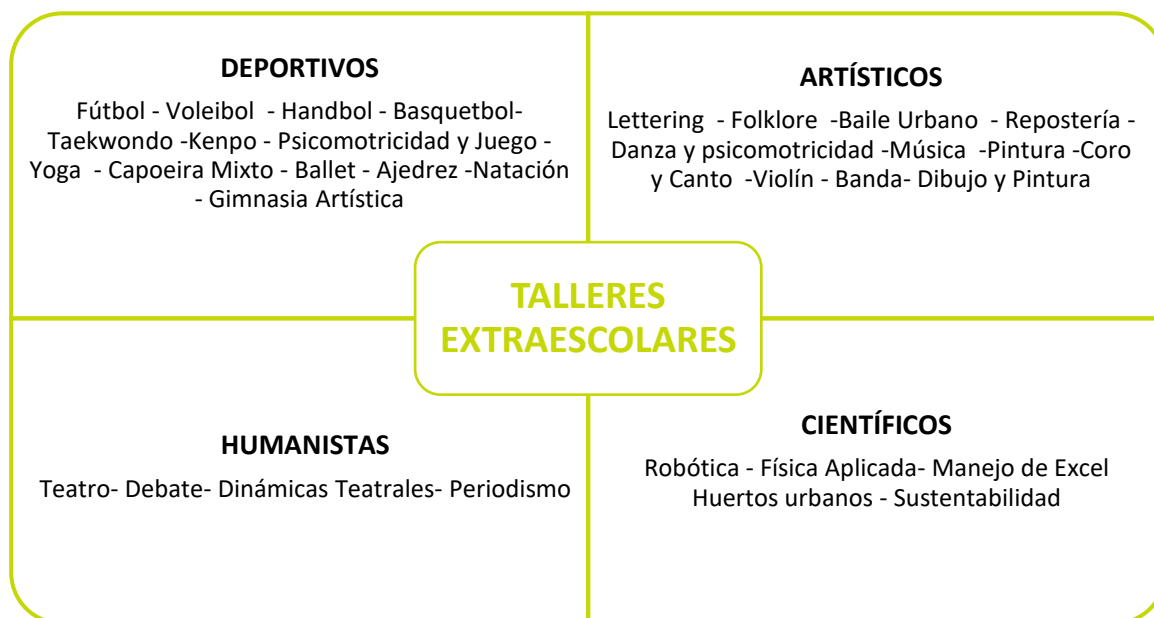 DEPORTIVOS
Fútbol - Voleibol - Handbol - Basquetbol-
Taekwondo -Kenpo - Psicomotricidad y Juego -
Yoga - Capoeira Mixto - Ballet - Ajedrez -Natación
- Gimnasia Artística
ARTÍSTICOS
Lettering - Folklore -Baile Urbano - Repostería -
Danza y psicomotricidad -Música -Pintura -Coro
y Canto -Violín - Banda- Dibujo y Pintura
TALLERES
EXTRAESCOLARES
HUMANISTAS
Teatro- Debate- Dinámicas Teatrales- Periodismo
CIENTÍFICOS
Robótica - Física Aplicada- Manejo de Excel
Huertos urbanos - Sustentabilidad